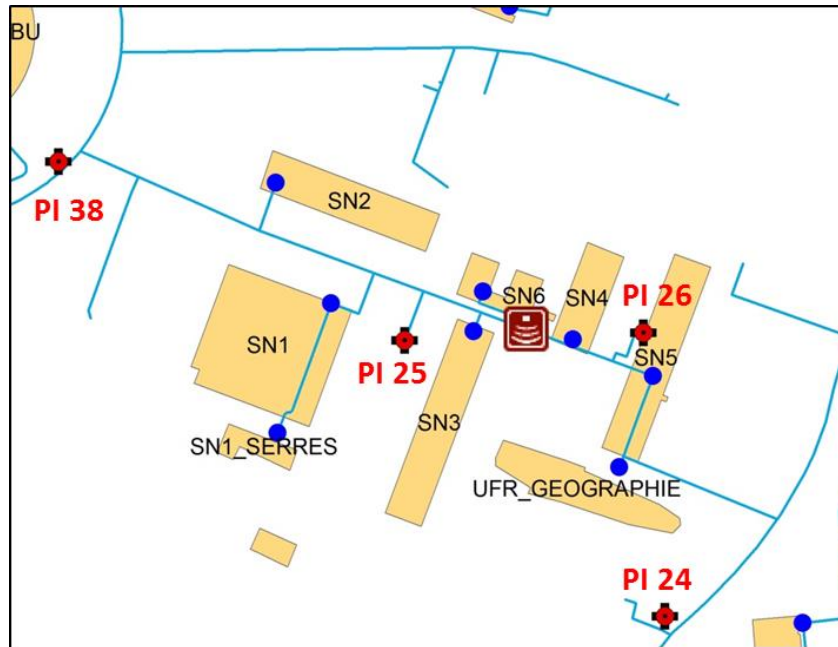 BU
SN2
PI 38
SN6
SN4
PI 26
SN1
PI 25
SN5
SN3
SN1_SERRES
UFR_GEOGRAPHIE
PI 24